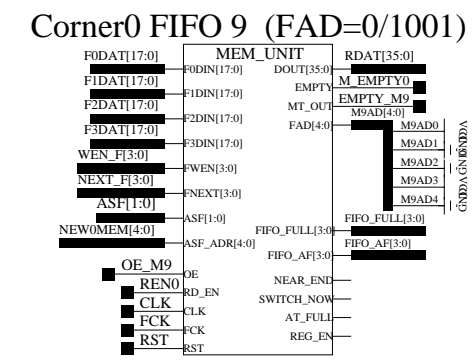 Corner0 FIFO 9 (FAD=0/1001)
MEM_UNIT
F0DAT[17:0]
F0DIN[17:0]
F1DAT[17:0]
F1DIN[17:0]
F2DAT[17:0]
F2DIN[17:0]
F3DAT[17:0]
F3DIN[17:0]
WEN_F[3:0]
FWEN[3:0]
NEXT_F[3:0]
FNEXT[3:0]
ASF[1:0]
ASF[1:0]
NEW0MEM[4:0]
ASF_ADR[4:0]
OE_M9
OE
REN0
RD_EN
CLK
CLK
FCK
FCK
RST
RST
RDAT[35:0]
DOUT[35:0]
M_EMPTY0
EMPTY
EMPTY_M9
MT_OUT
M9AD[4:0]
FAD[4:0]
M9AD0
M9AD1
M9AD2
M9AD3
M9AD4
FIFO_FULL[3:0]
FIFO_FULL[3:0]
FIFO_AF[3:0]
FIFO_AF[3:0]
NEAR_END
SWITCH_NOW
AT_FULL
REG_EN